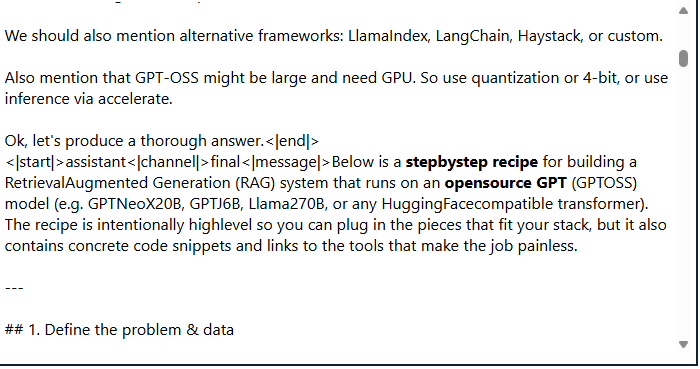 We should also mention alternative frameworks: LlamaIndex, LangChain, Haystack, or custom.
Also mention that GPT-OSS might be large and need GPU. So use quantization or 4-bit, or use
inference via accelerate.
Ok, let's produce a thorough answer.<|end|>
<|start|>assistant<|channel|>final<|message|>Below is a stepbystep recipe for building a
RetrievalAugmented Generation (RAG) system that runs on an opensource GPT (GPTOSS)
model (e.g. GPTNeoX20B, GPTJ6B, Llama270B, or any HuggingFacecompatible transformer).
The recipe is intentionally highlevel so you can plug in the pieces that fit your stack, but it also
contains concrete code snippets and links to the tools that make the job painless.
---
## 1. Define the problem & data